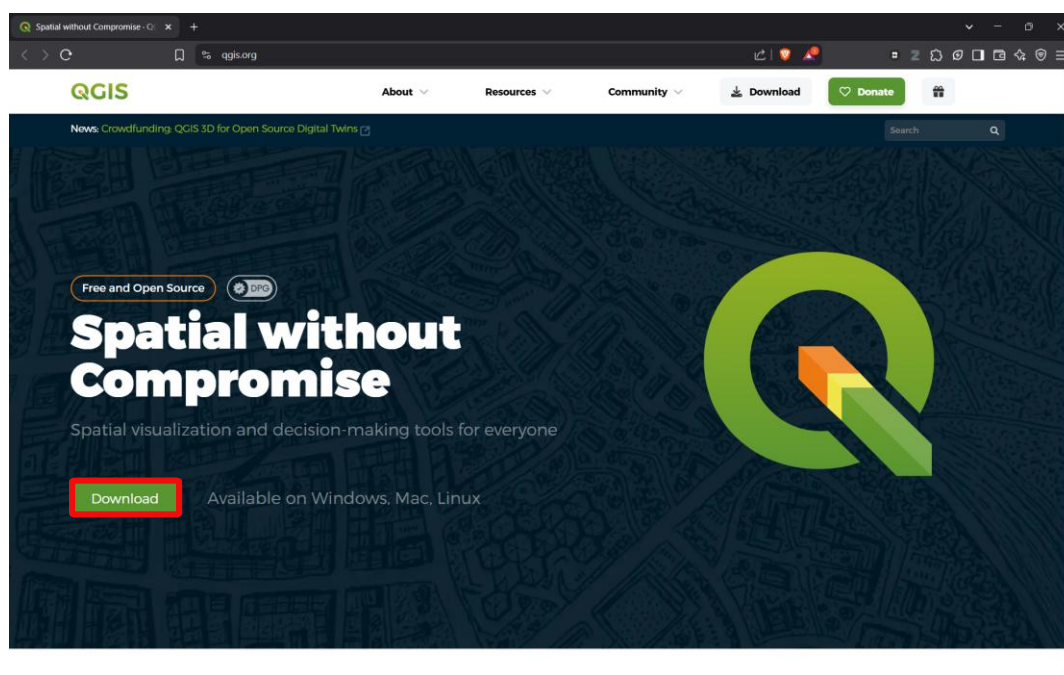 Spatial without Compromise · Q
qgis.org
QGIS
About
Resources
Community
Download
Donate
News: Crowdfunding: QGIS 3D for Open Source Digital Twins
Search
Free and Open Source
DPG
Spatial without
Compromise
Spatial visualization and decision-making tools for everyone
Download
Available on Windows, Mac, Linux